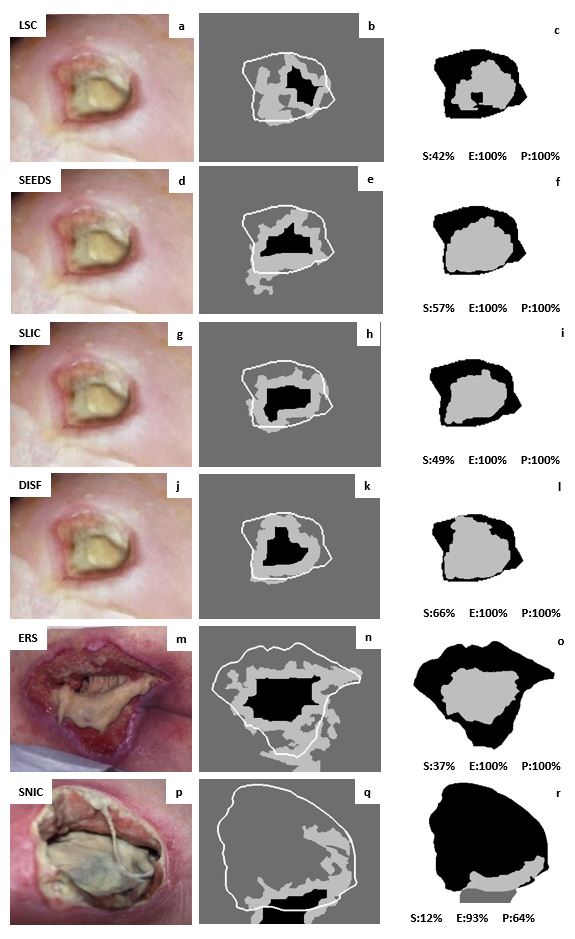 LSC a b c
S:42% E:100% P:100%
SEEDS d e f
S:57% E:100% P:100%
SLIC g h i
S:49% E:100% P:100%
DISF j k l
S:66% E:100% P:100%
ERS m n o
S:37% E:100% P:100%
SNIC p q r
S:12% E:93% P:64%